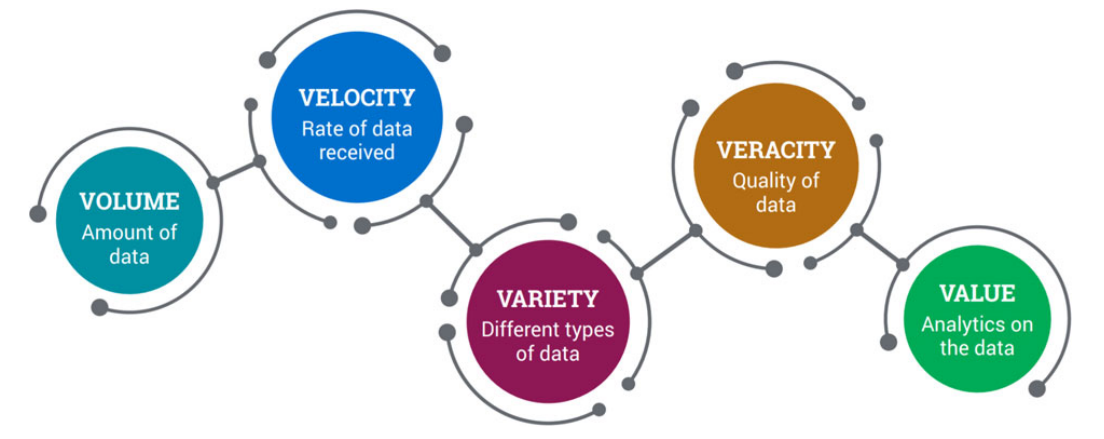 VOLUME
Amount of
data
VELOCITY
Rate of data
received
VARIETY
Different types
of data
VERACITY
Quality of
data
VALUE
Analytics on
the data